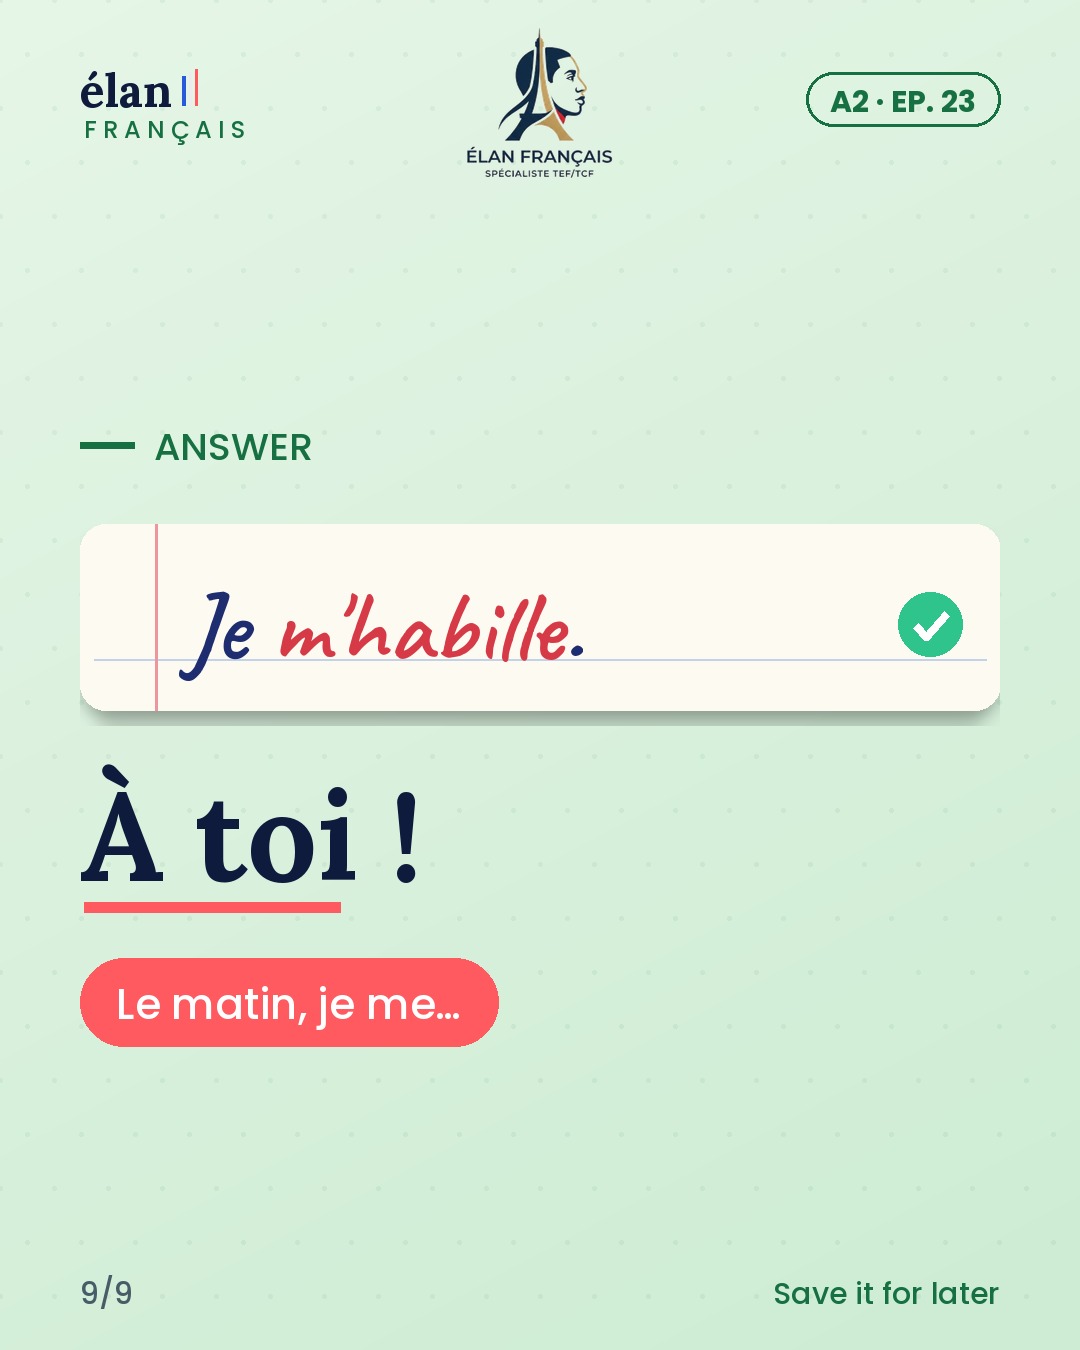 élan
FRANÇAIS
ÉLAN FRANÇAIS
SPÉCIALISTE TEF/TCF
A2 · EP. 23
ANSWER
Je m'habille.
À toi !
Le matin, je me...
9/9
Save it for later